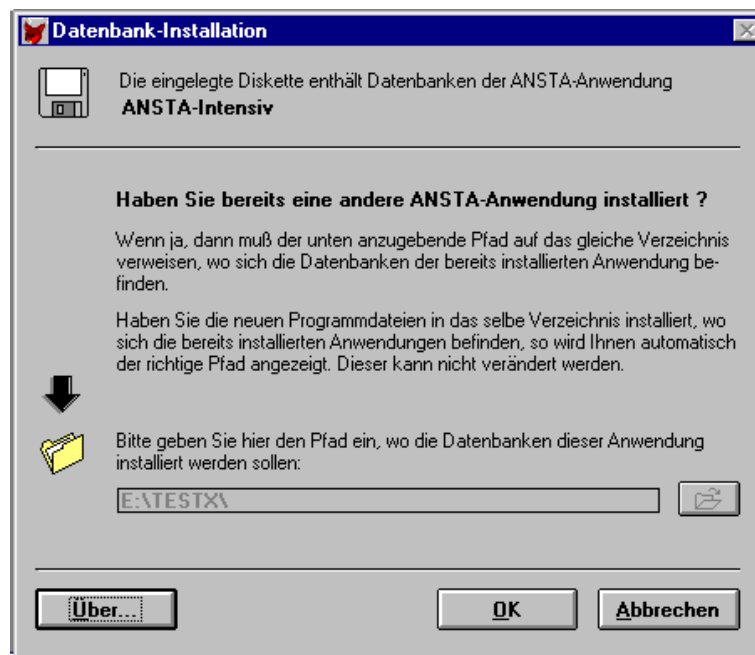 Datenbank-Installation
Die eingelegte Diskette enthält Datenbanken der ANSTA-Anwendung
ANSTA-Intensiv
Haben Sie bereits eine andere ANSTA-Anwendung installiert ?
Wenn ja, dann muß der unten anzugebende Pfad auf das gleiche Verzeichnis
verweisen, wo sich die Datenbanken der bereits installierten Anwendung be-
finden.
Haben Sie die neuen Programmdateien in das selbe Verzeichnis installiert, wo
sich die bereits installierten Anwendungen befinden, so wird Ihnen automatisch
der richtige Pfad angezeigt. Dieser kann nicht verändert werden.
Bitte geben Sie hier den Pfad ein, wo die Datenbanken dieser Anwendung
installiert werden sollen:
E:\TESTX\
Über... OK Abbrechen